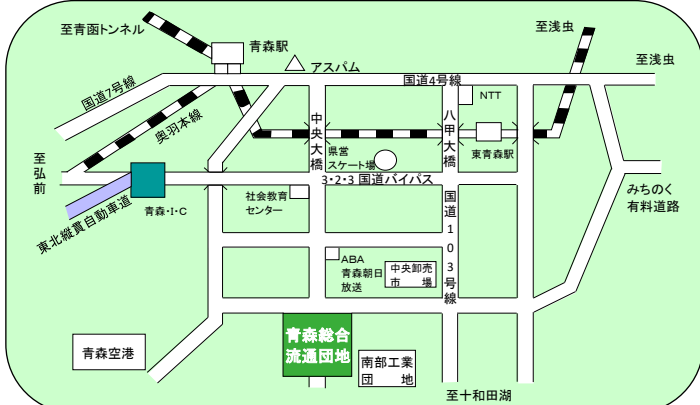 至青函トンネル
青森駅
至浅虫
アスパム
至浅虫
国道4号線
国道7号線
NTT
奥羽本線
中央大橋
八甲大橋
県営
スケート場
東青森駅
至弘前
3・2・3 国道バイパス
みちのく
有料道路
青森・I・C
社会教育
センター
東北縦貫自動車道
国道103号線
ABA
青森朝日
放送
中央卸売
市　場
青森総合
流通団地
青森空港
南部工業
団　地
至十和田湖